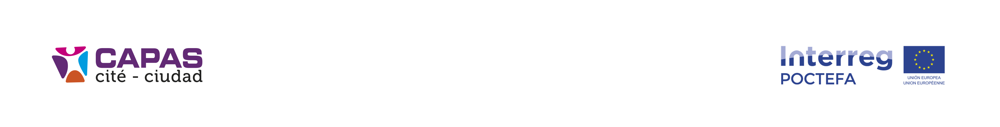 CAPAS
cité - ciudad
Interreg
POCTEFA
UNIÓN EUROPEA
UNION EUROPÉENNE